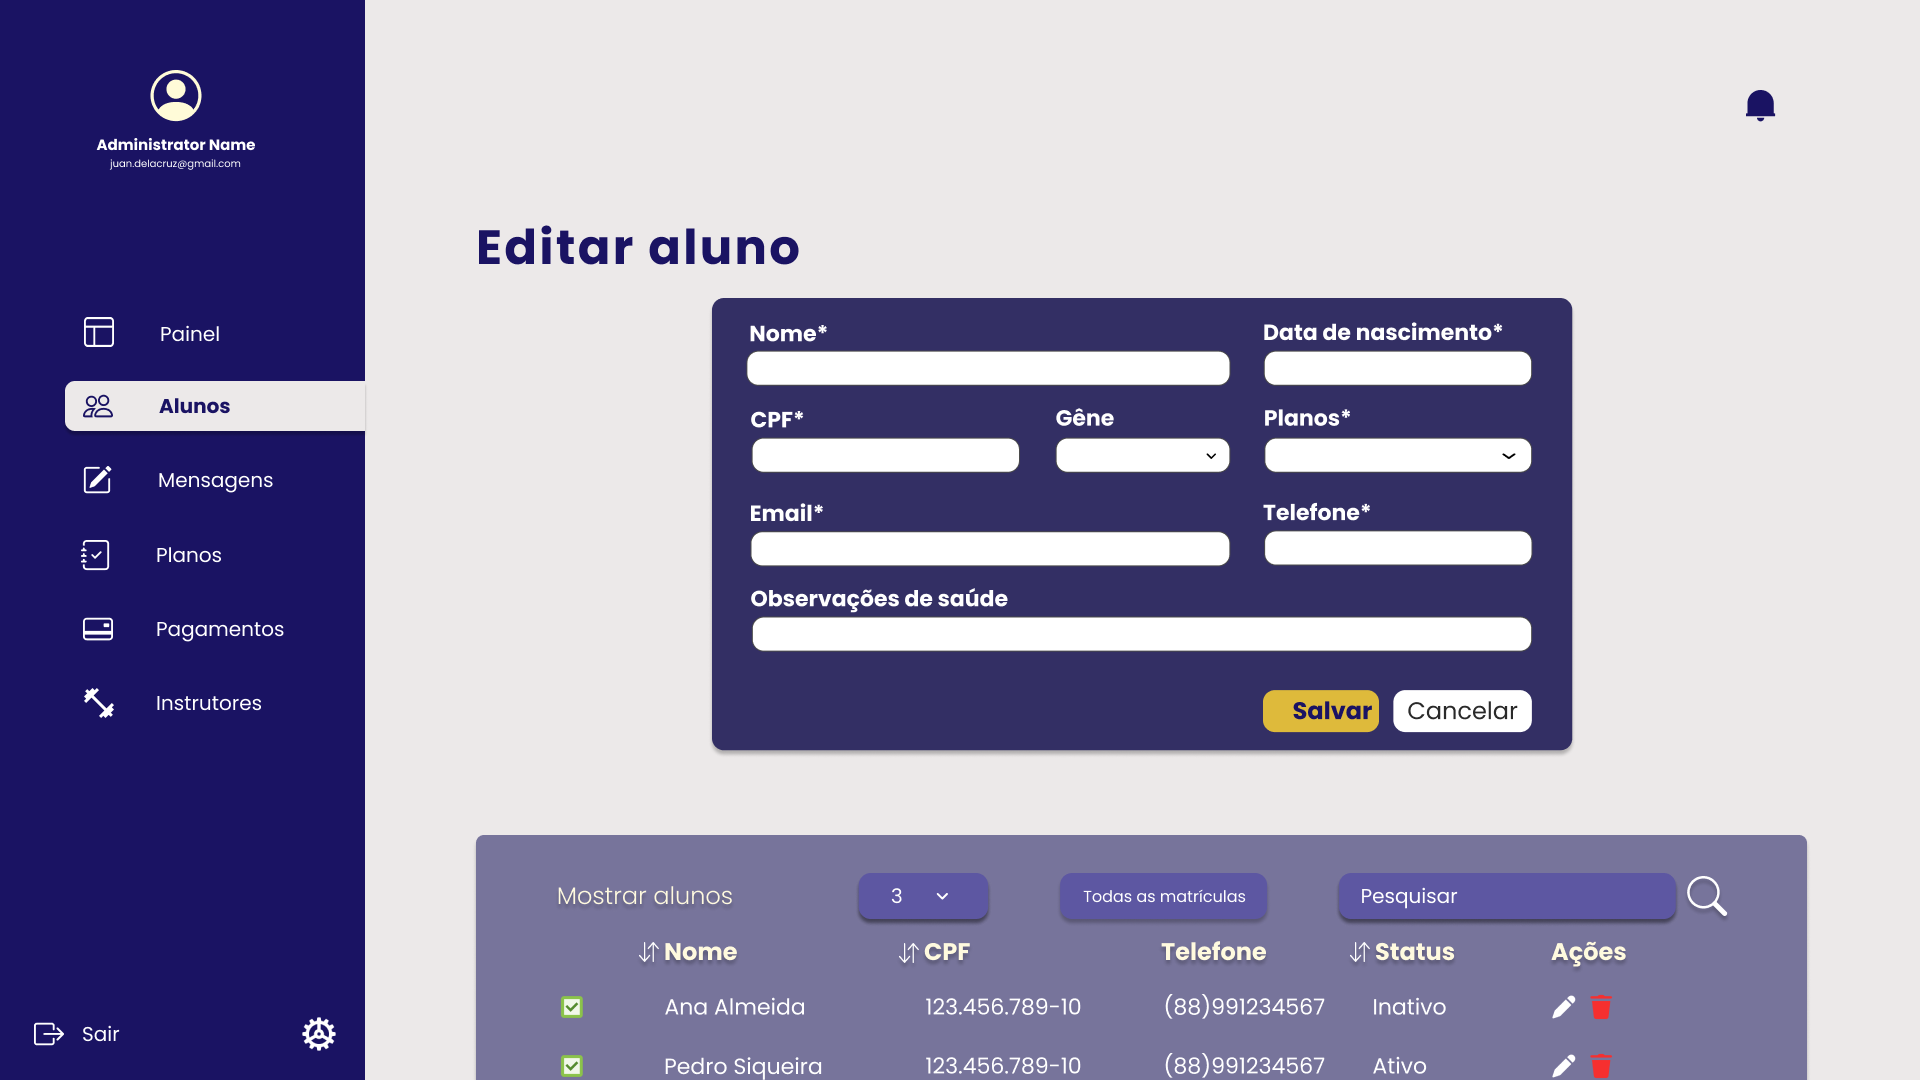 Administrator Name
juan.delacruz@gmail.com
Painel
Alunos
Mensagens
Planos
Pagamentos
Instrutores
Sair
Editar aluno
Nome* Data de nascimento*
CPF* Gêne Planos*
Email* Telefone*
Observações de saúde
Salvar Cancelar
Mostrar alunos 3 Todas as matrículas Pesquisar
Nome CPF Telefone Status Ações
Ana Almeida 123.456.789-10 (88)991234567 Inativo
Pedro Siqueira 123.456.789-10 (88)991234567 Ativo